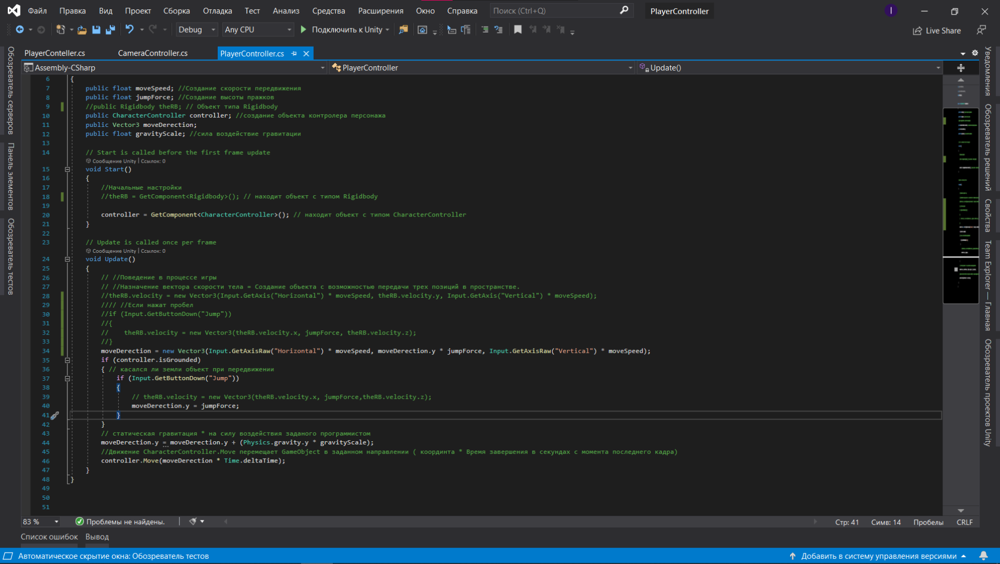 Файл Правка Вид Проект Сборка Отладка Тест Анализ Средства Расширения Окно Справка Поиск (Ctrl+Q) PlayerController I
Debug Any CPU Подключить к Unity Live Share
PlayerConteller.cs CameraController.cs PlayerController.cs
Assembly-CSharp PlayerController Update()
6 {
7 public float moveSpeed; //Создание скорости передвижения
8 public float jumpForce; //Создание высоты пражков
9 //public Rigidbody theRB; // Объект типа Rigidbody
10 public CharacterController controller; //создание объекта контролера персонажа
11 public Vector3 moveDerection;
12 public float gravityScale; //сила воздействие гравитации
13
14 // Start is called before the first frame update
Сообщение Unity | Ссылок: 0
15 void Start()
16 {
17 //Начальные настройки
18 //theRB = GetComponent<Rigidbody>(); // находит объект с типом Rigidbody
19
20 controller = GetComponent<CharacterController>(); // находит объект с типом CharacterController
21 }
22
23 // Update is called once per frame
Сообщение Unity | Ссылок: 0
24 void Update()
25 {
26 // //Поведение в процессе игры
27 // //Назначение вектора скорости тела = Создание объекта с возможностью передачи трех позиций в пространстве.
28 //theRB.velocity = new Vector3(Input.GetAxis("Horizontal") * moveSpeed, theRB.velocity.y, Input.GetAxis("Vertical") * moveSpeed);
29 //// //Если нажат пробел
30 //if (Input.GetButtonDown("Jump"))
31 //{
32 // theRB.velocity = new Vector3(theRB.velocity.x, jumpForce, theRB.velocity.z);
33 //}
34 moveDerection = new Vector3(Input.GetAxisRaw("Horizontal") * moveSpeed, moveDerection.y * jumpForce, Input.GetAxisRaw("Vertical") * moveSpeed);
35 if (controller.isGrounded)
36 { // касался ли земли объект при передвижении
37 if (Input.GetButtonDown("Jump"))
38 {
39 // theRB.velocity = new Vector3(theRB.velocity.x, jumpForce,theRB.velocity.z);
40 moveDerection.y = jumpForce;
41 }
42 }
43 // статическая гравитация * на силу воздействия заданого программистом
44 moveDerection.y = moveDerection.y + (Physics.gravity.y * gravityScale);
45 //Движение CharacterController.Move перемещает GameObject в заданном направлении ( координта * Время завершения в секундах с момента последнего кадра)
46 controller.Move(moveDerection * Time.deltaTime);
47 }
48 }
49
50
51
83 % Проблемы не найдены. Стр: 41 Симв: 14 Пробелы CRLF
Список ошибок Вывод
Автоматическое скрытие окна: Обозреватель тестов Добавить в систему управления версиями
Обозреватель серверов
Панель элементов
Обозреватель тестов
Уведомления
Обозреватель решений
Свойства
Team Explorer — Главная
Обозреватель проектов Unity